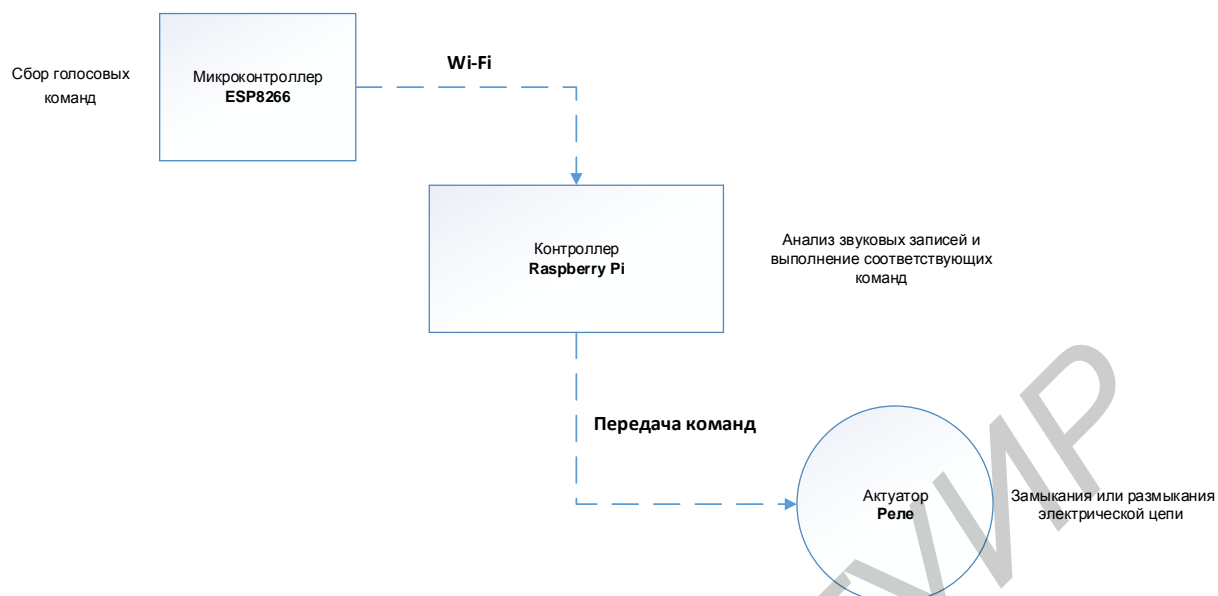 Wi-Fi
Сбор голосовых
команд
Микроконтроллер
ESP8266
Контроллер
Raspberry Pi
Анализ звуковых записей и
выполнение соответствующих
команд
Передача команд
Актуатор
Реле
Замыкания или размыкания
электрической цепи
ГУИР